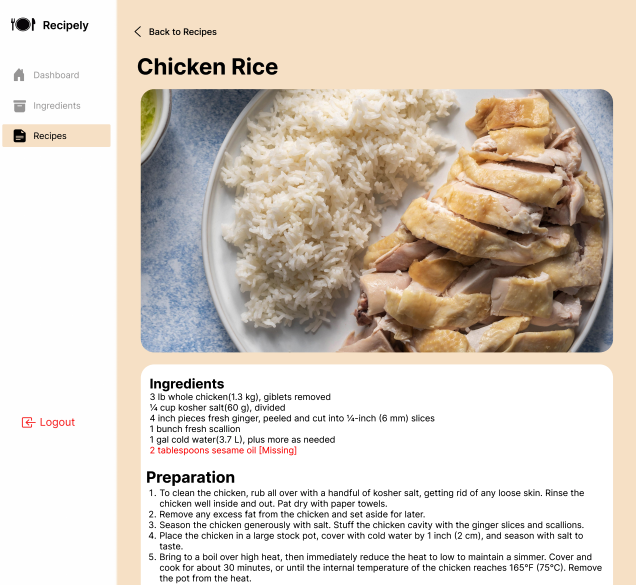 Recipely
Dashboard
Ingredients
Recipes
Logout
Back to Recipes
Chicken Rice
Ingredients
3 lb whole chicken(1.3 kg), giblets removed
¼ cup kosher salt(60 g), divided
4 inch pieces fresh ginger, peeled and cut into ¼-inch (6 mm) slices
1 bunch fresh scallion
1 gal cold water(3.7 L), plus more as needed
2 tablespoons sesame oil [Missing]
Preparation
1. To clean the chicken, rub all over with a handful of kosher salt, getting rid of any loose skin. Rinse the
chicken well inside and out. Pat dry with paper towels.
2. Remove any excess fat from the chicken and set aside for later.
3. Season the chicken generously with salt. Stuff the chicken cavity with the ginger slices and scallions.
4. Place the chicken in a large stock pot, cover with cold water by 1 inch (2 cm), and season with salt to
taste.
5. Bring to a boil over high heat, then immediately reduce the heat to low to maintain a simmer. Cover and
cook for about 30 minutes, or until the internal temperature of the chicken reaches 165°F (75°C). Remove
the pot from the heat.